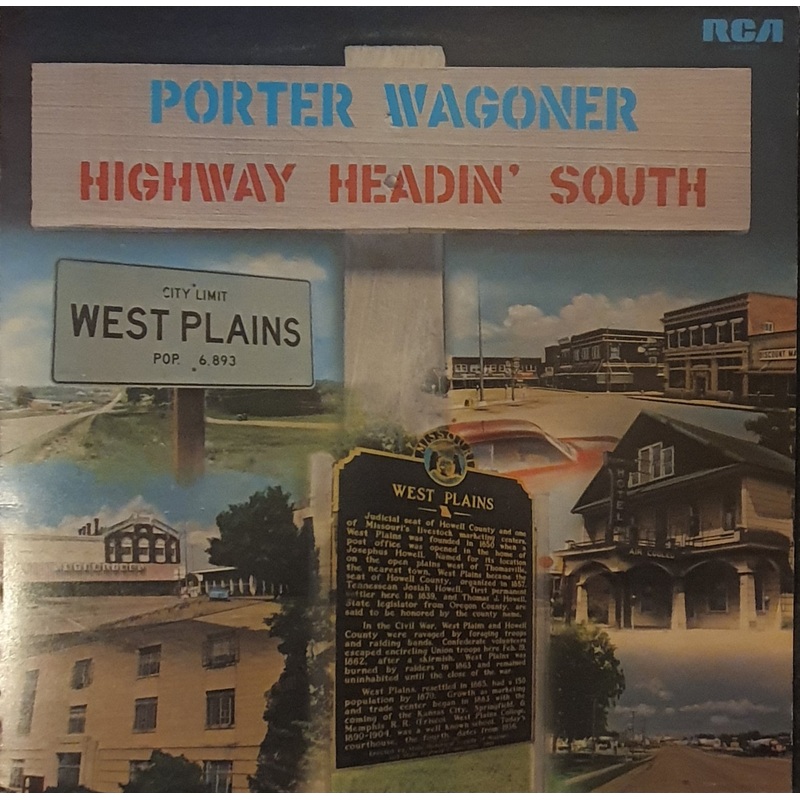 RCA
PORTER WAGONER
HIGHWAY HEADIN' SOUTH
CITY LIMIT
WEST PLAINS
POP. 6,893
DISCOUNT
HOTEL
AIR COOLED
MISSOURI
WEST PLAINS
Judicial seat of Howell County and one
of Missouri's livestock marketing centers,
West Plains was founded in 1850 when a
post office was opened in the home of
Josephus Howell. Named for its location
on the open plains west of Thomasville,
the nearest town, West Plains became the
seat of Howell County, organized in 1857.
Tennessean Josiah Howell, first permanent
settler here in 1839, and Thomas J. Howell,
State legislator from Oregon County, are
said to be honored by the county name.
In the Civil War, West Plains and Howell
County were ravaged by foraging troops
and raiding bands. Confederate volunteers
escaped encircling Union troops here Feb. 19,
1862, after a skirmish. West Plains was
burned by raiders in 1863 and remained
uninhabited until the close of the war.
West Plains, resettled in 1865, had a 150
population by 1870. Growth as marketing
and trade center began in 1883 with the
coming of the Kansas City, Springfield, &
Memphis R. R. (Frisco). West Plains College,
1890-1904, was a well known school. Today's
courthouse, the fourth, dates from 1936.